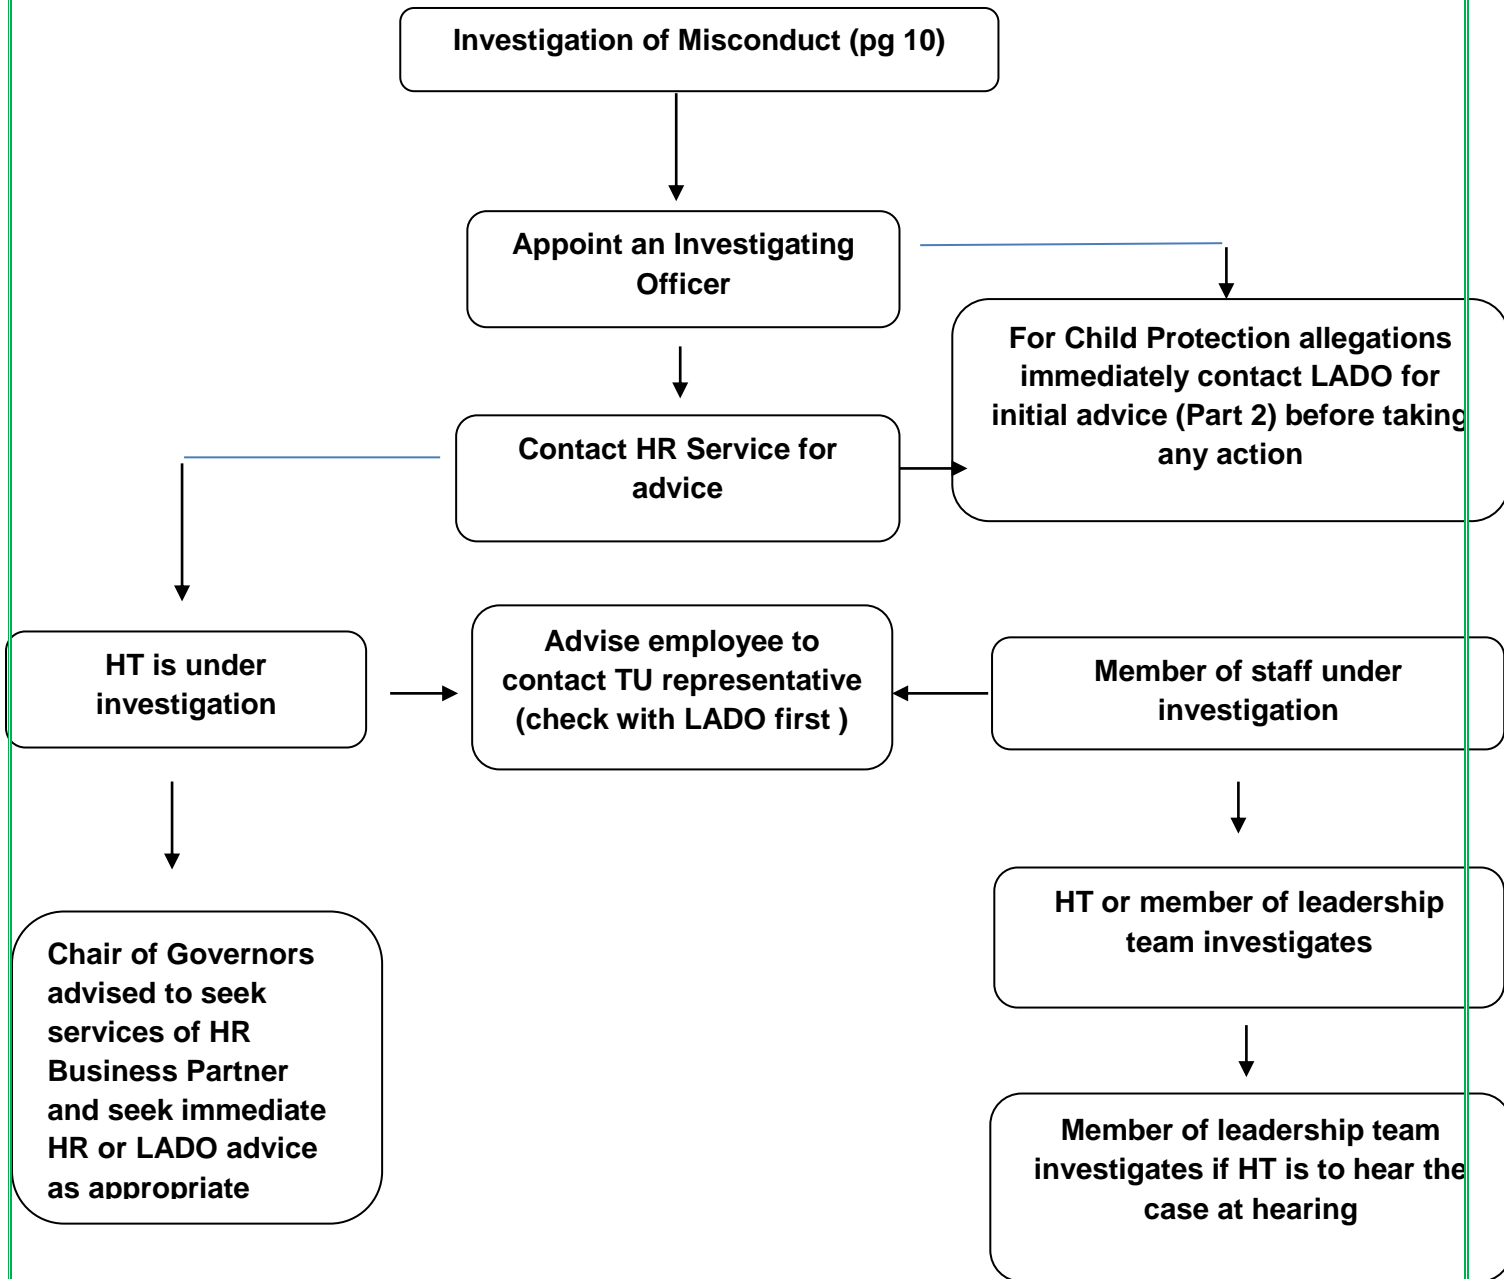 Investigation of Misconduct (pg 10)
Appoint an Investigating
Officer
For Child Protection allegations
immediately contact LADO for
initial advice (Part 2) before taking
any action
Contact HR Service for
advice
HT is under
investigation
Advise employee to
contact TU representative
(check with LADO first )
Member of staff under
investigation
HT or member of leadership
team investigates
Chair of Governors
advised to seek
services of HR
Business Partner
and seek immediate
HR or LADO advice
as appropriate
Member of leadership team
investigates if HT is to hear the
case at hearing